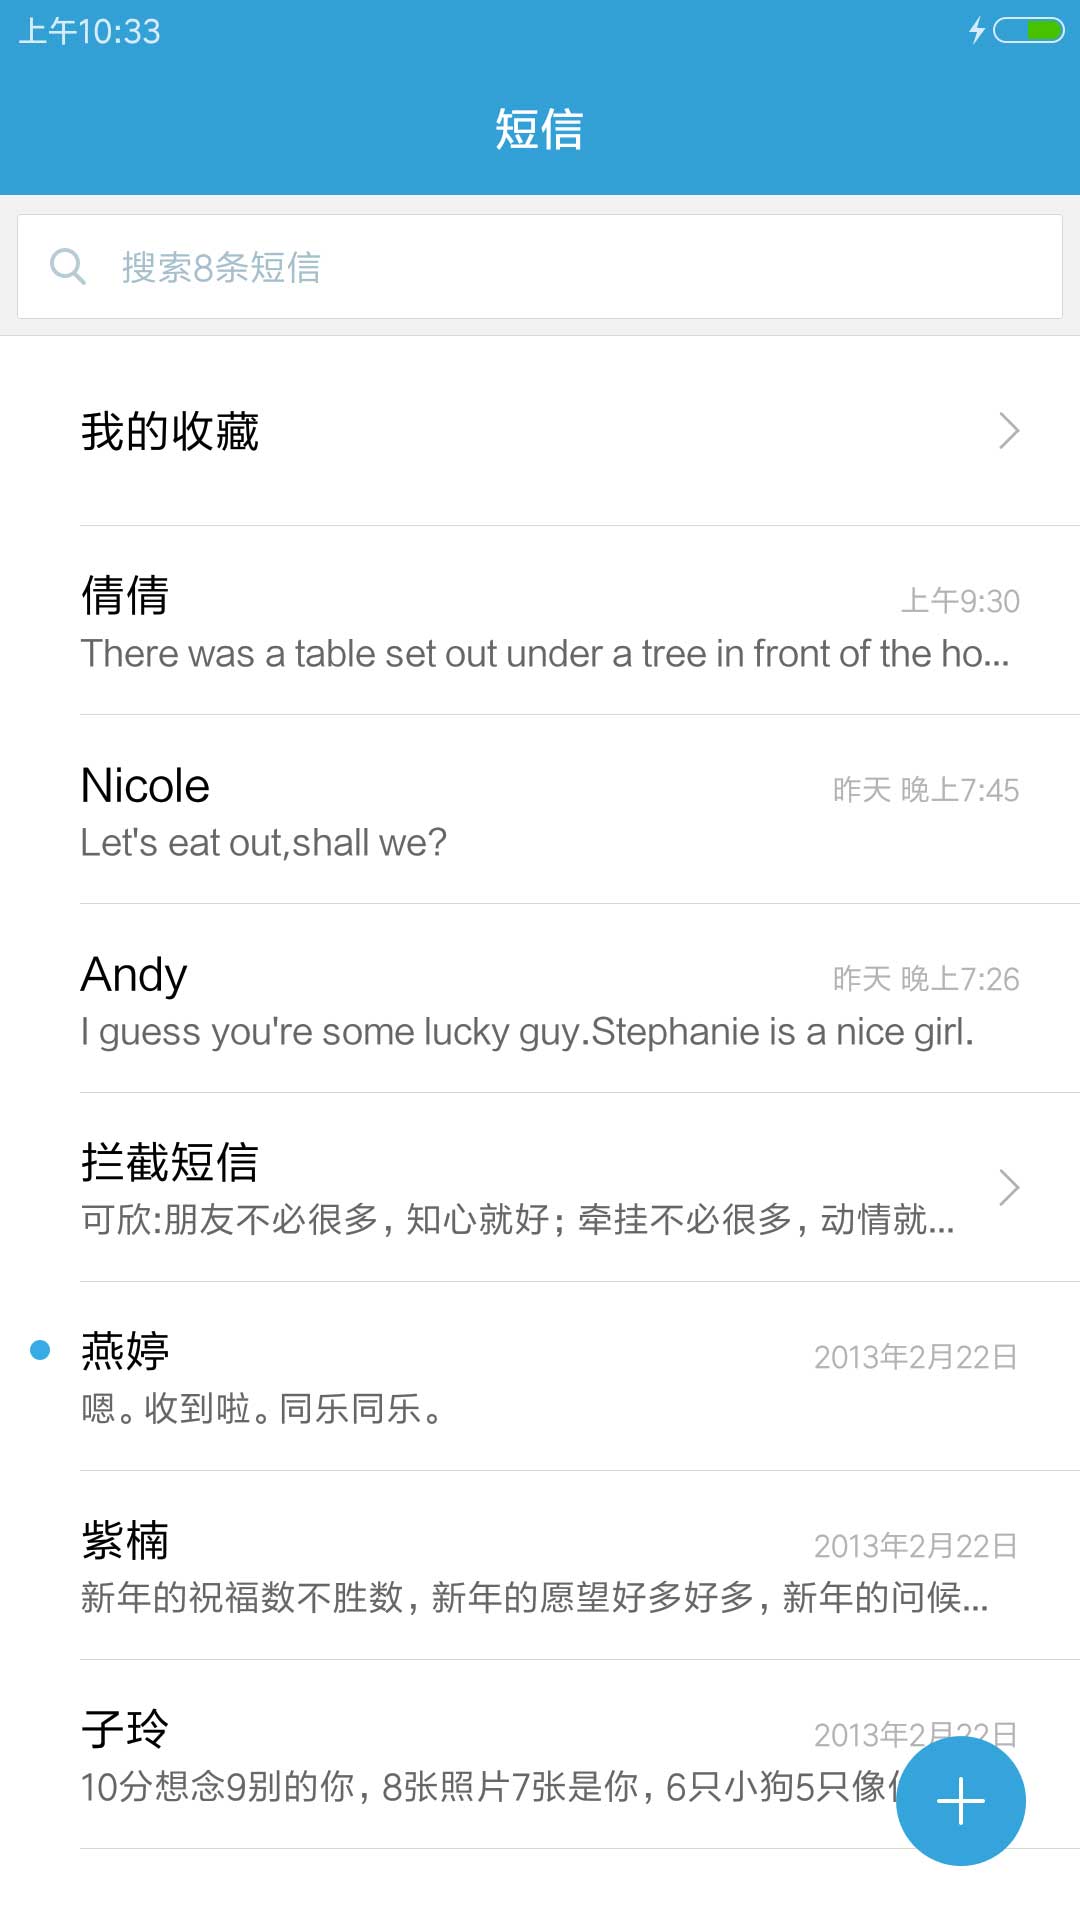 上午10:33
短信
搜索8条短信
我的收藏
倩倩 上午9:30
There was a table set out under a tree in front of the ho...
Nicole 昨天 晚上7:45
Let's eat out,shall we?
Andy 昨天 晚上7:26
I guess you're some lucky guy.Stephanie is a nice girl.
拦截短信
可欣:朋友不必很多，知心就好；牵挂不必很多，动情就...
燕婷 2013年2月22日
嗯。收到啦。同乐同乐。
紫楠 2013年2月22日
新年的祝福数不胜数，新年的愿望好多好多，新年的问候...
子玲 2013年2月22日
10分想念9别的你，8张照片7张是你，6只小狗5只像